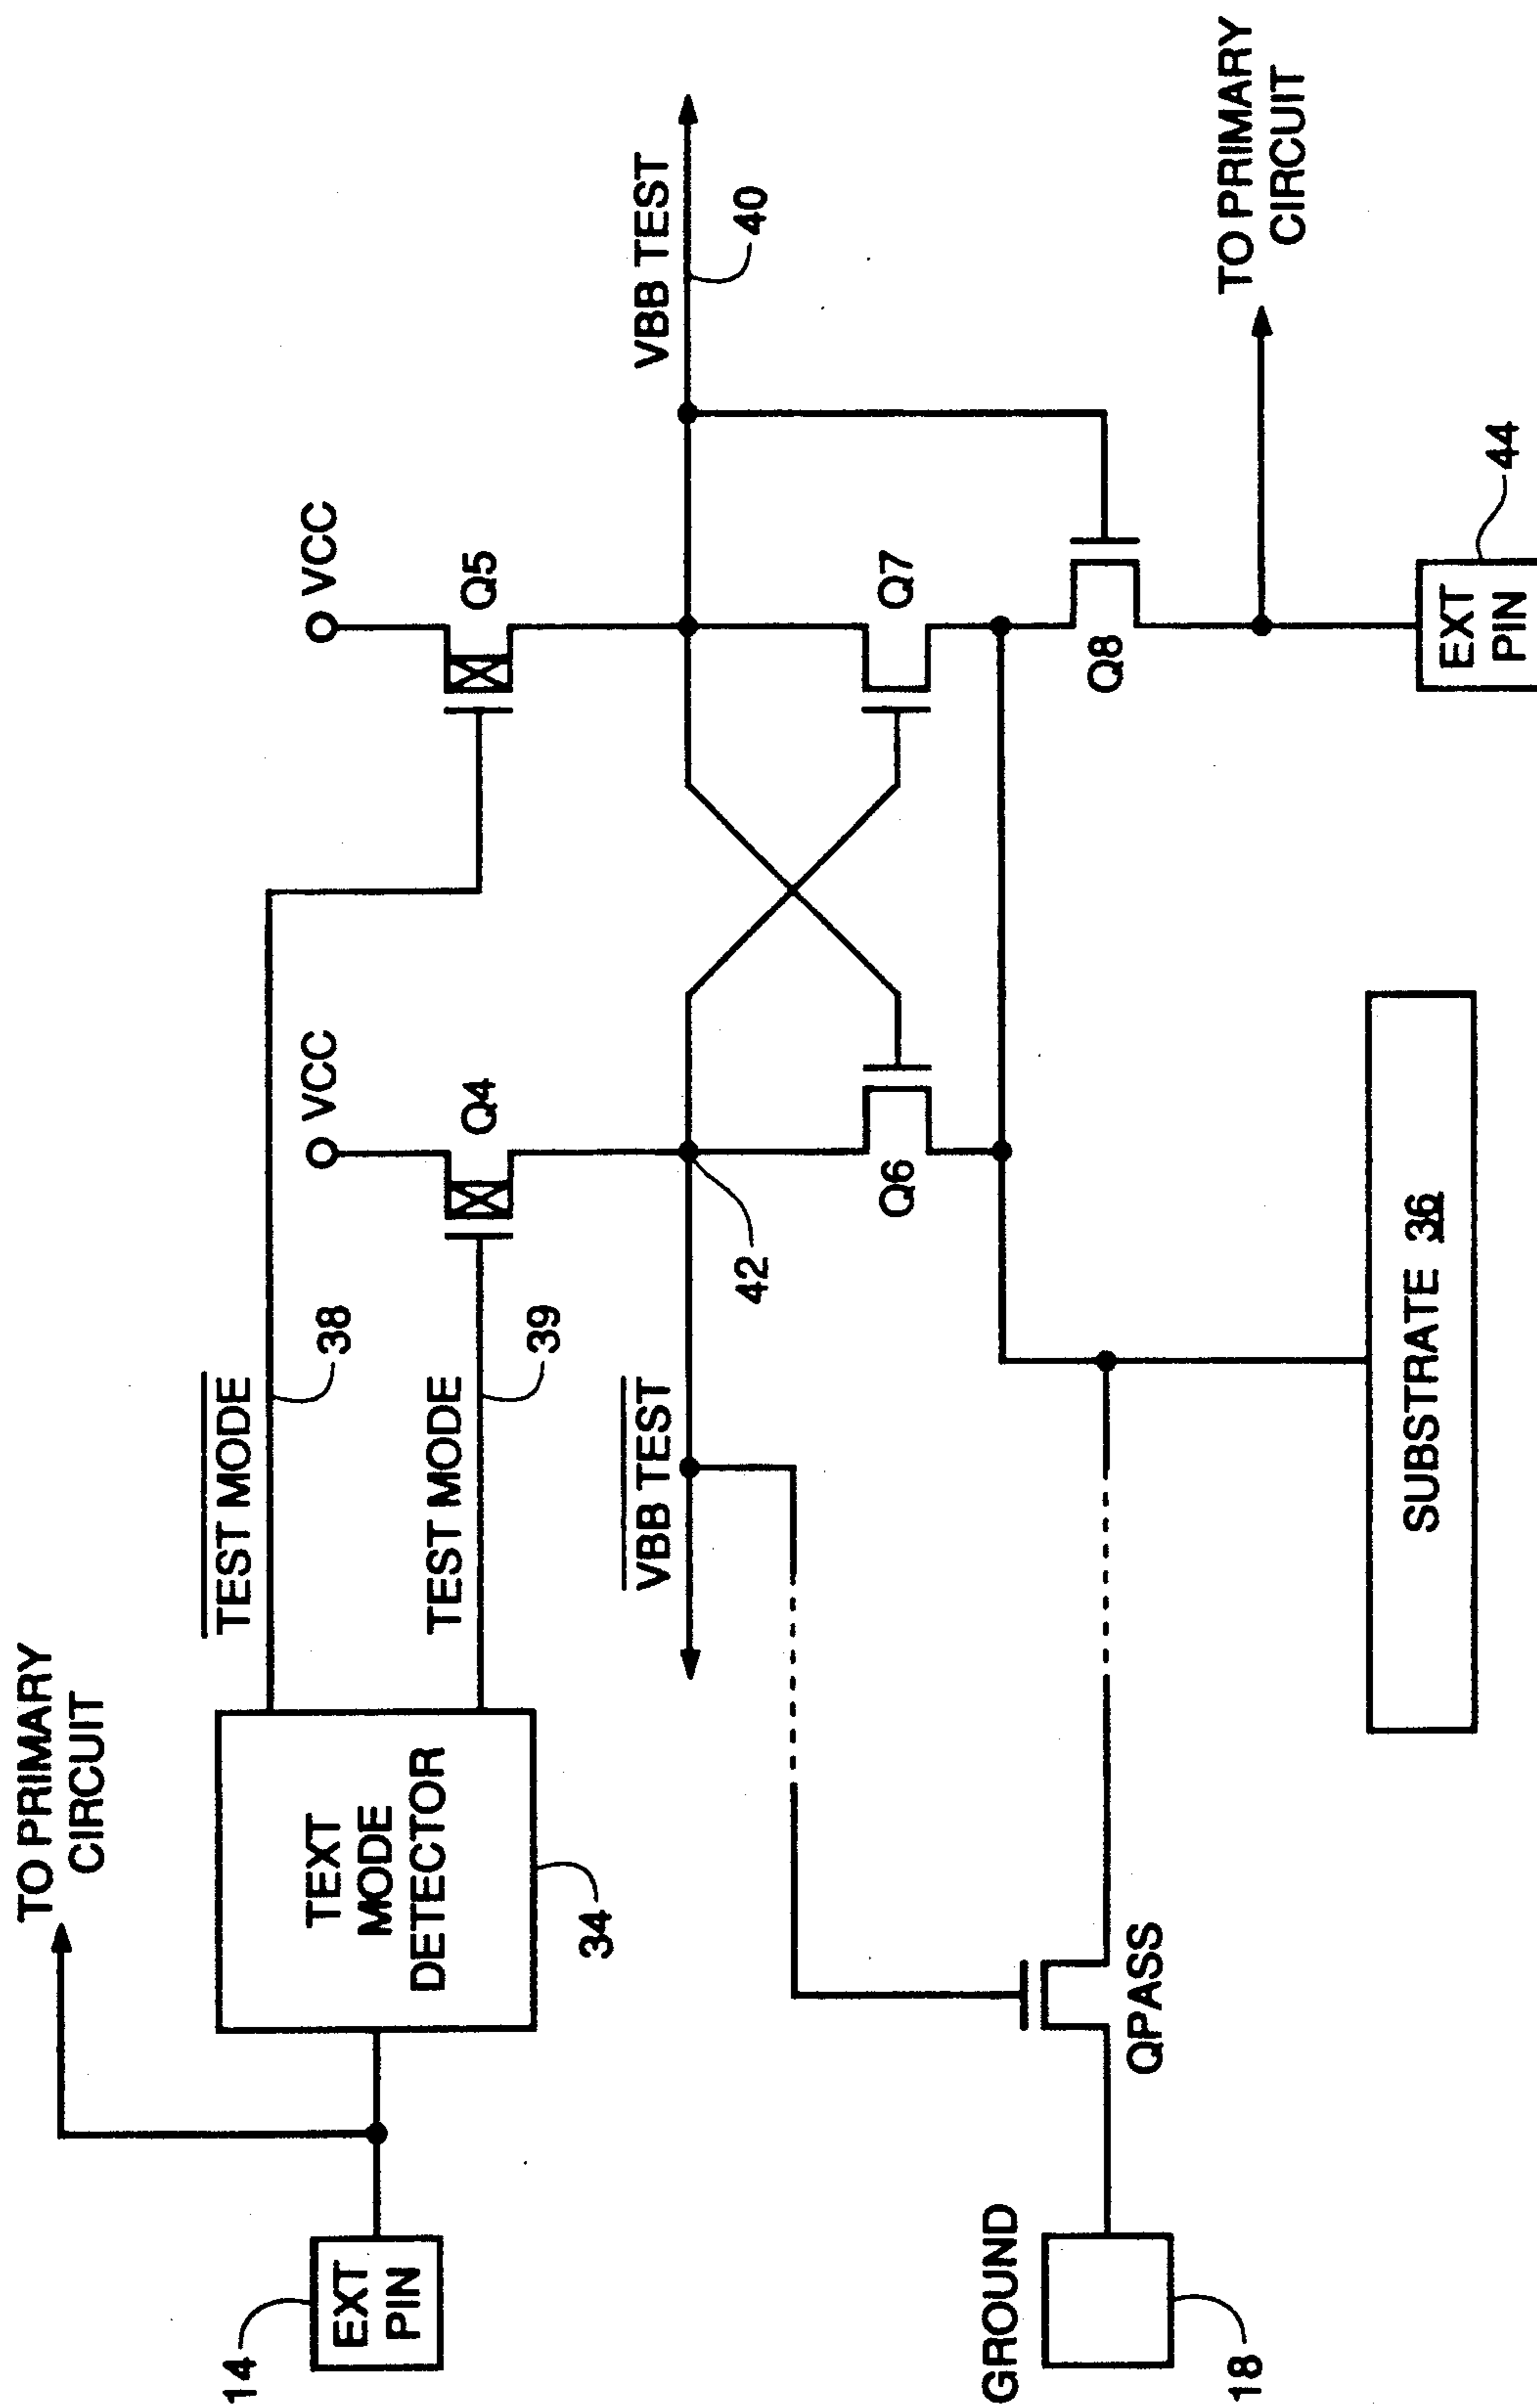 TO PRIMARY
CIRCUIT
TEST MODE
38
VCC
VCC
14
EXT
PIN
TEXT
MODE
DETECTOR
34
TEST MODE
39
Q4
Q5
VBB TEST
42
VBB TEST
40
Q6
Q7
GROUND
18
QPASS
Q8
TO PRIMARY
CIRCUIT
SUBSTRATE 36
EXT
PIN
44